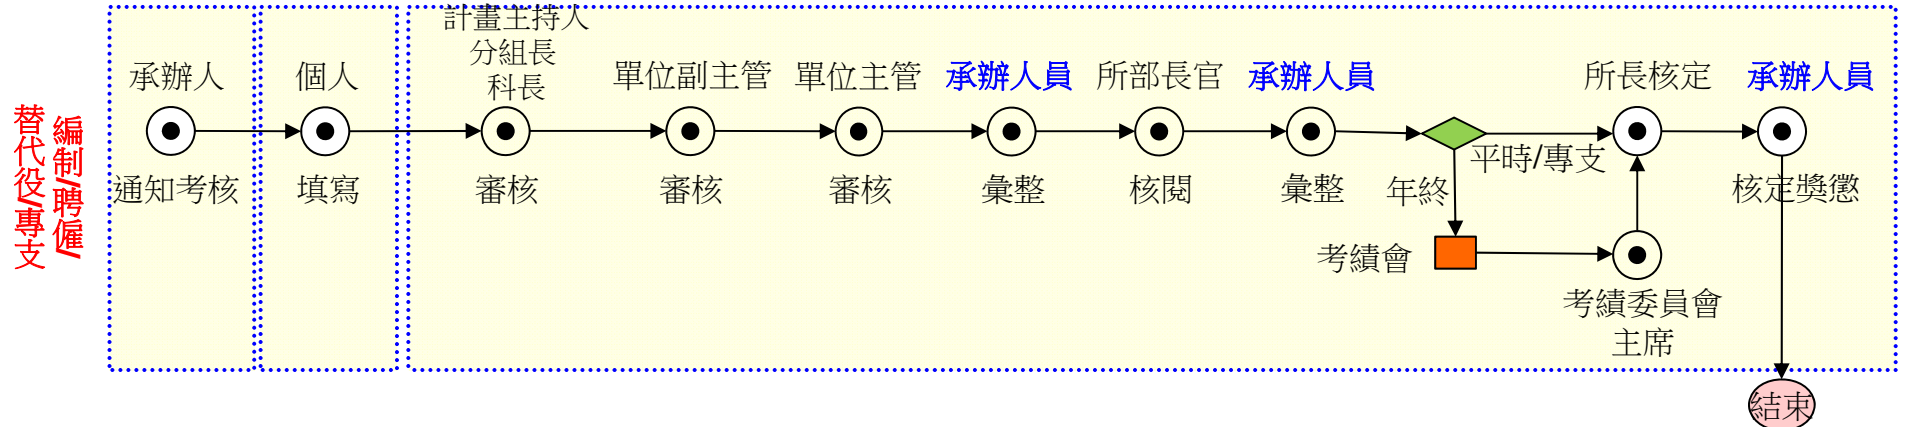 編制/聘僱/
替代役/專支
承辦人
通知考核
個人
填寫
計畫主持人
分組長
科長
審核
單位副主管
審核
單位主管
審核
承辦人員
彙整
所部長官
核閱
承辦人員
彙整
平時/專支
年終
考績會
考績委員會
主席
所長核定
承辦人員
核定獎懲
結束